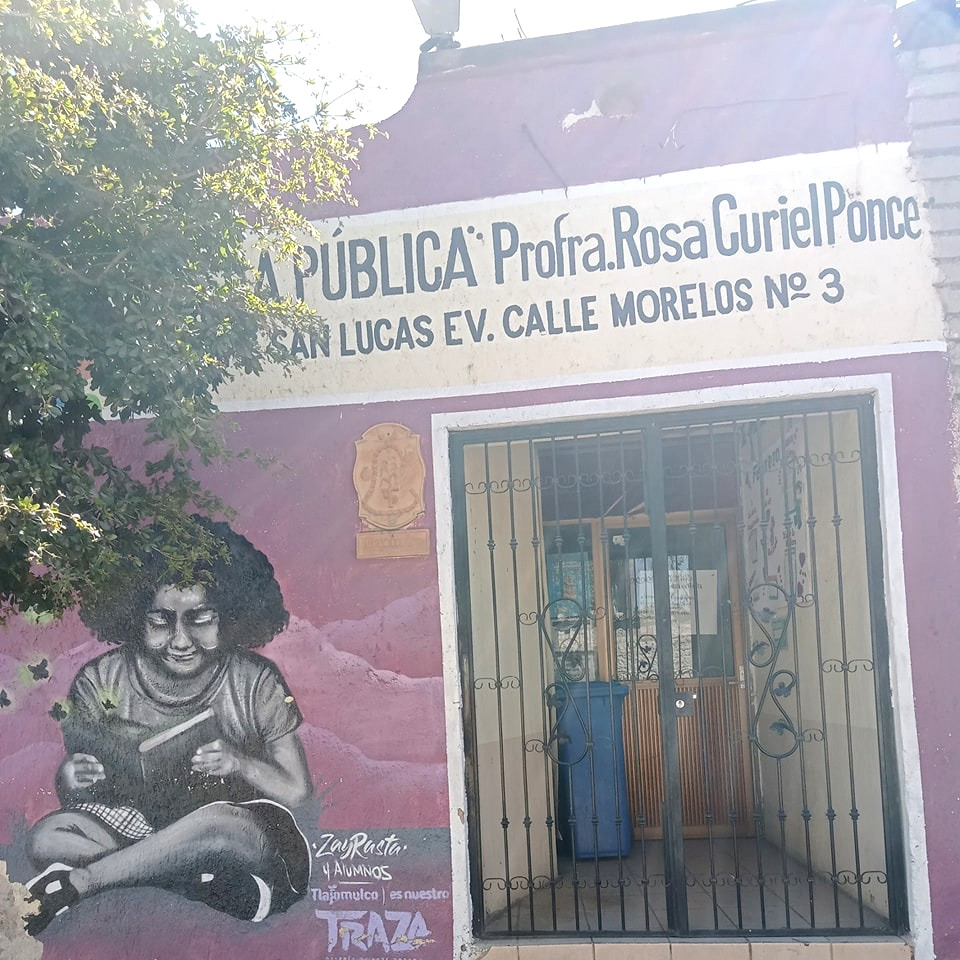 A PÚBLICA" Profra. Rosa Curiel Ponce"
SAN LUCAS EV. CALLE MORELOS Nº 3
ZayRasta
y ALUMNOS
Tlajomulco | es nuestro
TRAZA